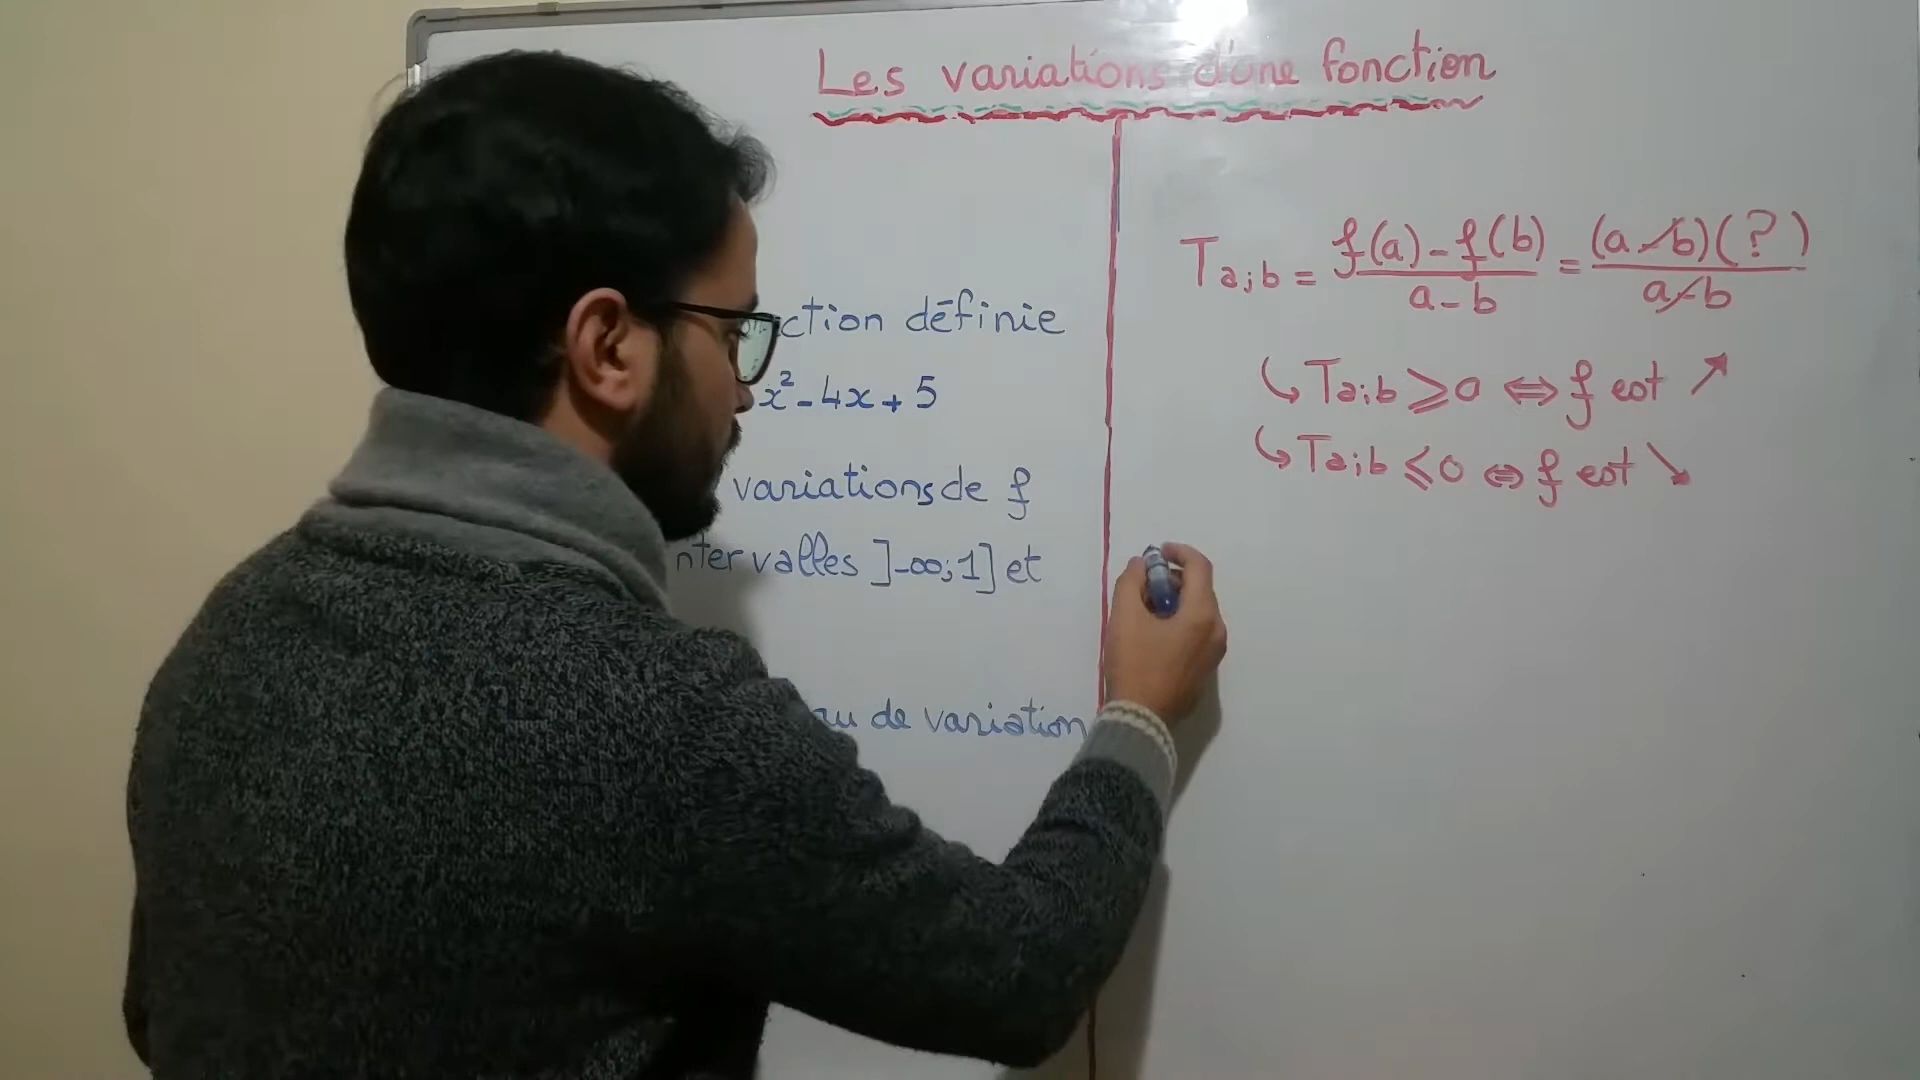 Les variations d'une fonction
ction définie
x² - 4x + 5
variations de f
ntervalles ]-∞;1] et
au de variation
Ta;b = f(a) - f(b) / a - b = (a - b)(?) / a - b
↪ Ta;b ⩾ 0 ⇔ f est ↗
↪ Ta;b ⩽ 0 ⇔ f est ↘